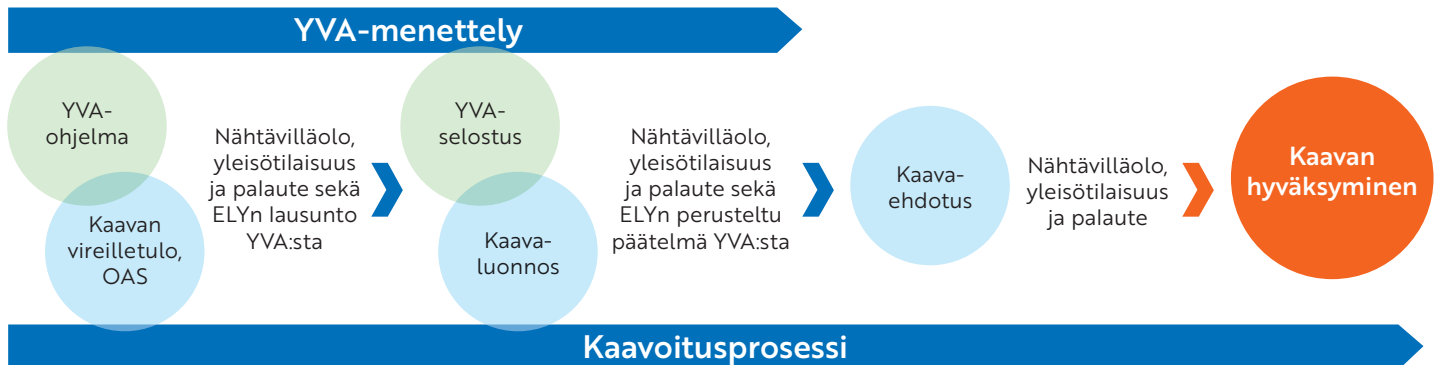 YVA-menettely
YVA-
ohjelma
Kaavan
vireilletulo,
OAS
Nähtävilläolo,
yleisötilaisuus
ja palaute sekä
ELYn lausunto
YVA:sta
YVA-
selostus
Kaava-
luonnos
Nähtävilläolo,
yleisötilaisuus
ja palaute sekä
ELYn perusteltu
päätelmä YVA:sta
Kaava-
ehdotus
Nähtävilläolo,
yleisötilaisuus
ja palaute
Kaavan
hyväksyminen
Kaavoitusprosessi